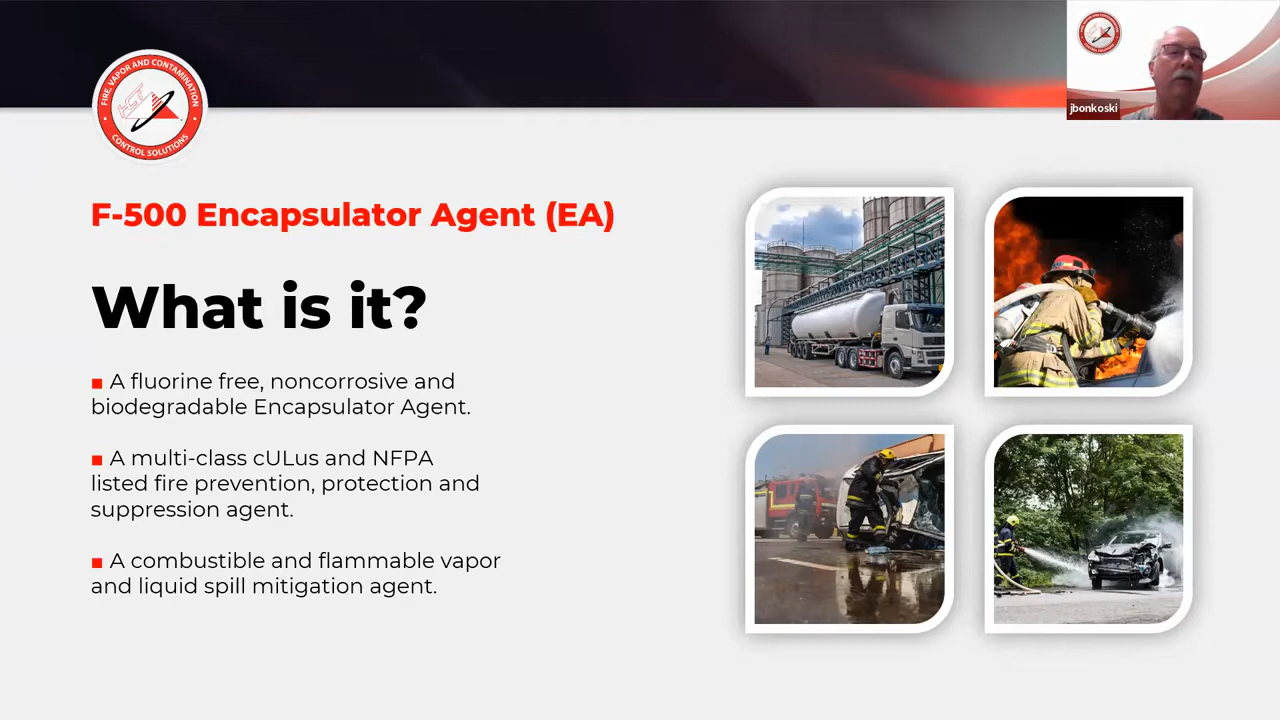 FIRE, VAPOR AND CONTAMINATION
HCT
CONTROL SOLUTIONS
jbonkoski
F-500 Encapsulator Agent (EA)
What is it?
■ A fluorine free, noncorrosive and
biodegradable Encapsulator Agent.
■ A multi-class cULus and NFPA
listed fire prevention, protection and
suppression agent.
■ A combustible and flammable vapor
and liquid spill mitigation agent.